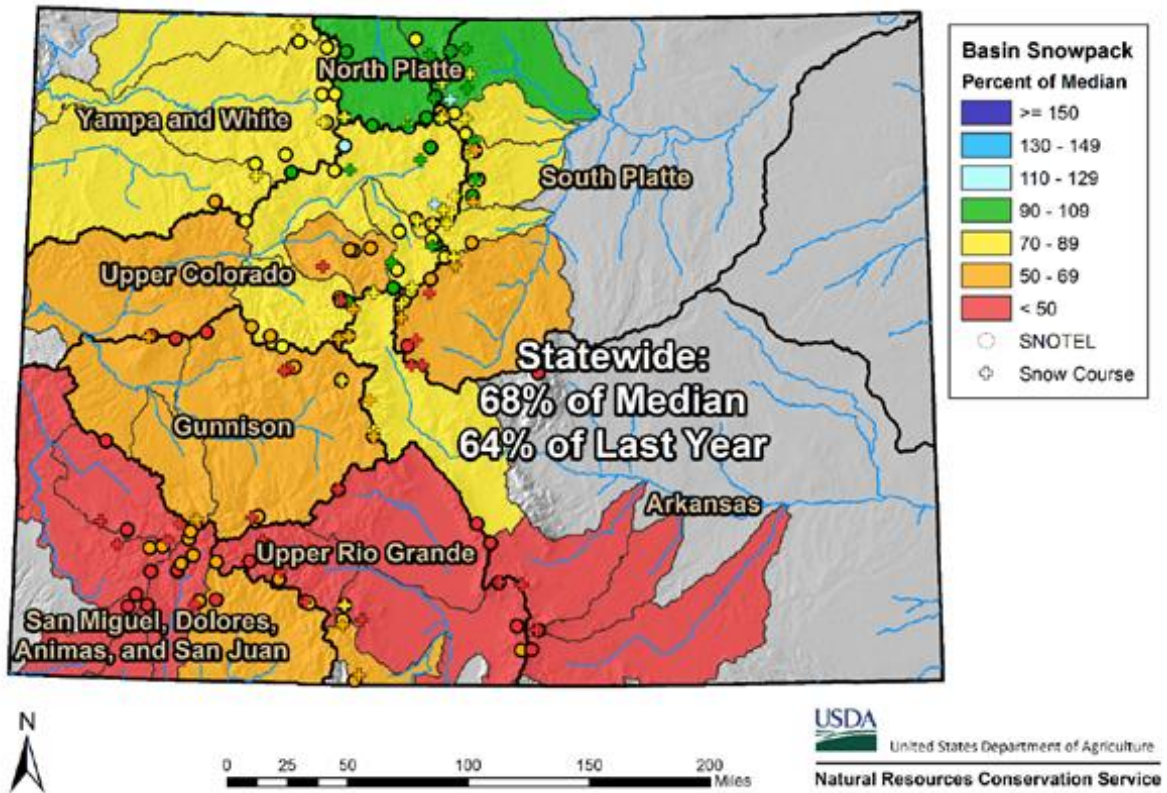 North Platte
Yampa and White
South Platte
Upper Colorado
Statewide:
68% of Median
64% of Last Year
Gunnison
Arkansas
Upper Rio Grande
San Miguel, Dolores,
Animas, and San Juan
Basin Snowpack
Percent of Median
>= 150
130 - 149
110 - 129
90 - 109
70 - 89
50 - 69
< 50
SNOTEL
Snow Course
N
0 25 50 100 150 200
Miles
USDA
United States Department of Agriculture
Natural Resources Conservation Service